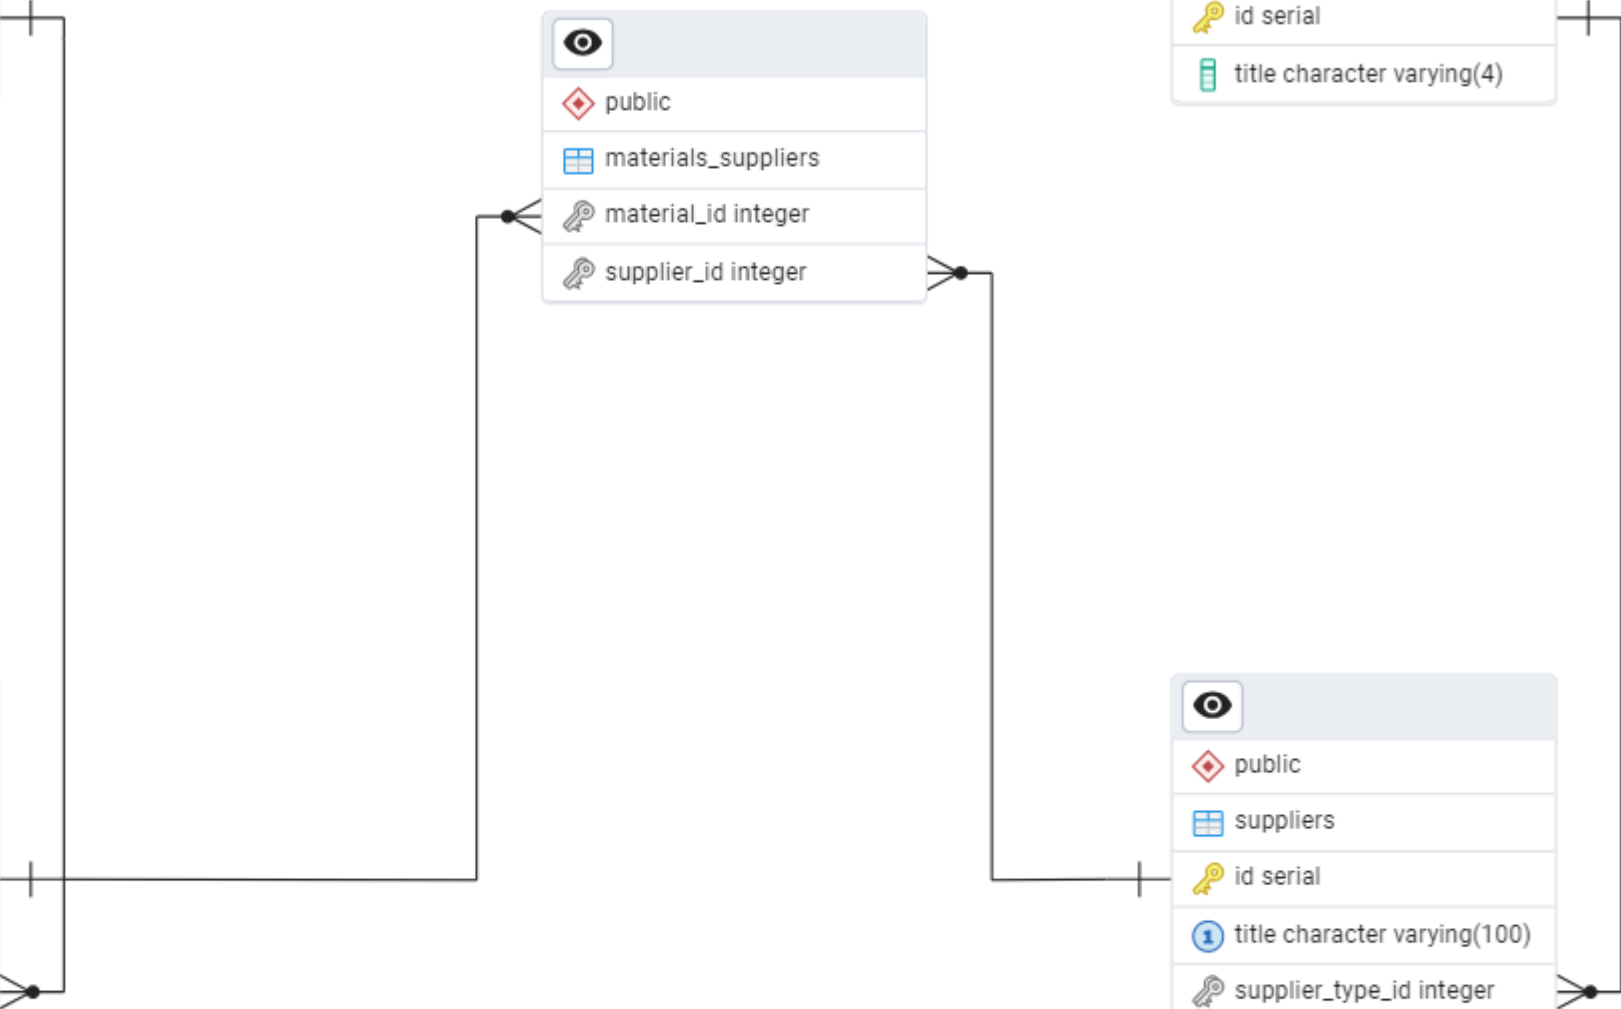 public
materials_suppliers
material_id integer
supplier_id integer
id serial
title character varying(4)
public
suppliers
id serial
1 title character varying(100)
supplier_type_id integer